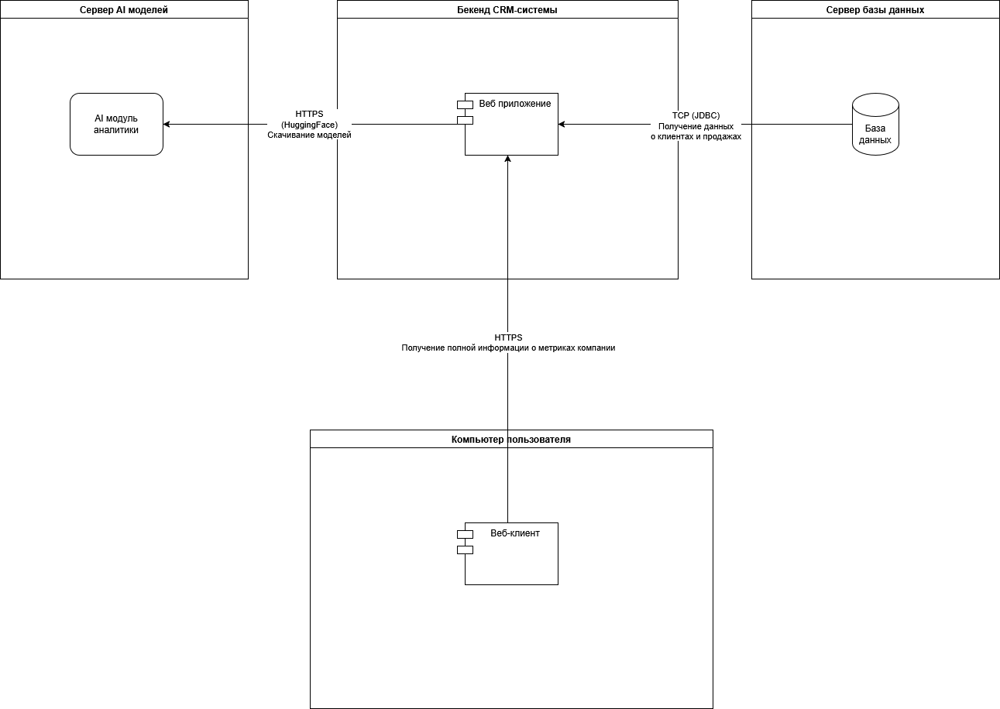 Сервер AI моделей
Бекенд CRM-системы
Сервер базы данных
AI модуль
аналитики
HTTPS
(HuggingFace)
Скачивание моделей
Веб приложение
TCP (JDBC)
Получение данных
о клиентах и продажах
База
данных
HTTPS
Получение полной информации о метриках компании
Компьютер пользователя
Веб-клиент